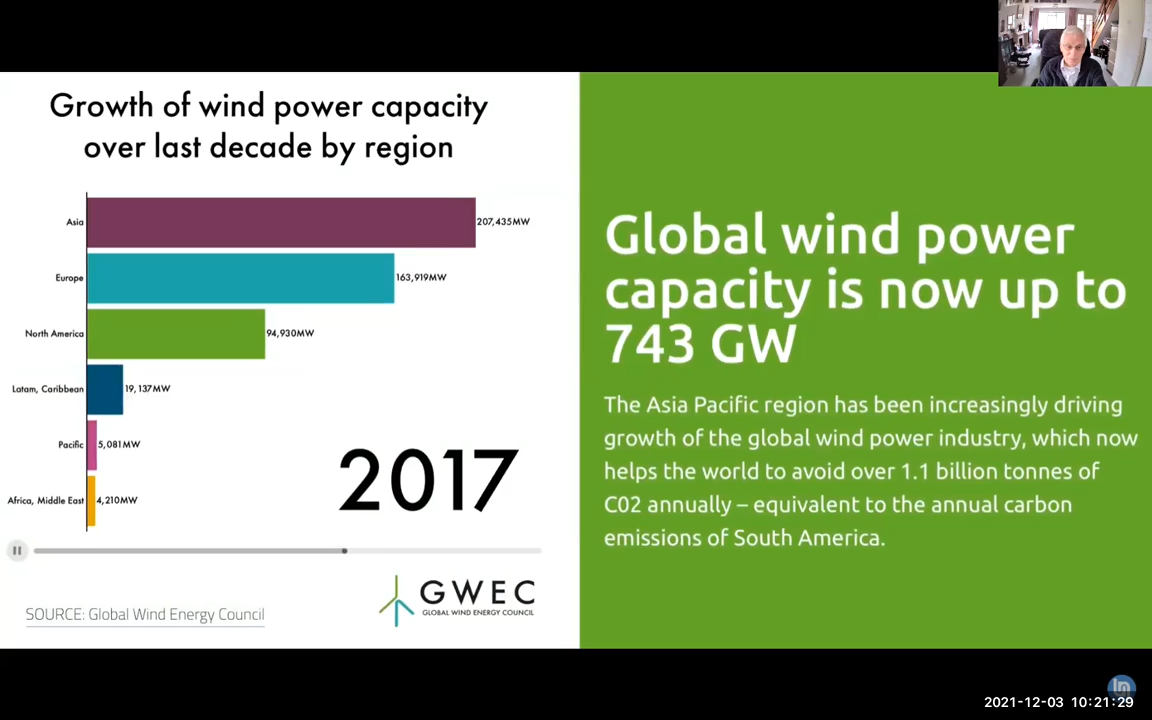 Growth of wind power capacity
over last decade by region
Asia
207,435MW
Europe
163,919MW
North America
94,930MW
Latam, Caribbean
19,137MW
Pacific
5,081MW
Africa, Middle East
4,210MW
2017
SOURCE: Global Wind Energy Council
GWEC
GLOBAL WIND ENERGY COUNCIL
Global wind power
capacity is now up to
743 GW
The Asia Pacific region has been increasingly driving
growth of the global wind power industry, which now
helps the world to avoid over 1.1 billion tonnes of
C02 annually – equivalent to the annual carbon
emissions of South America.
2021-12-03 10:21:29